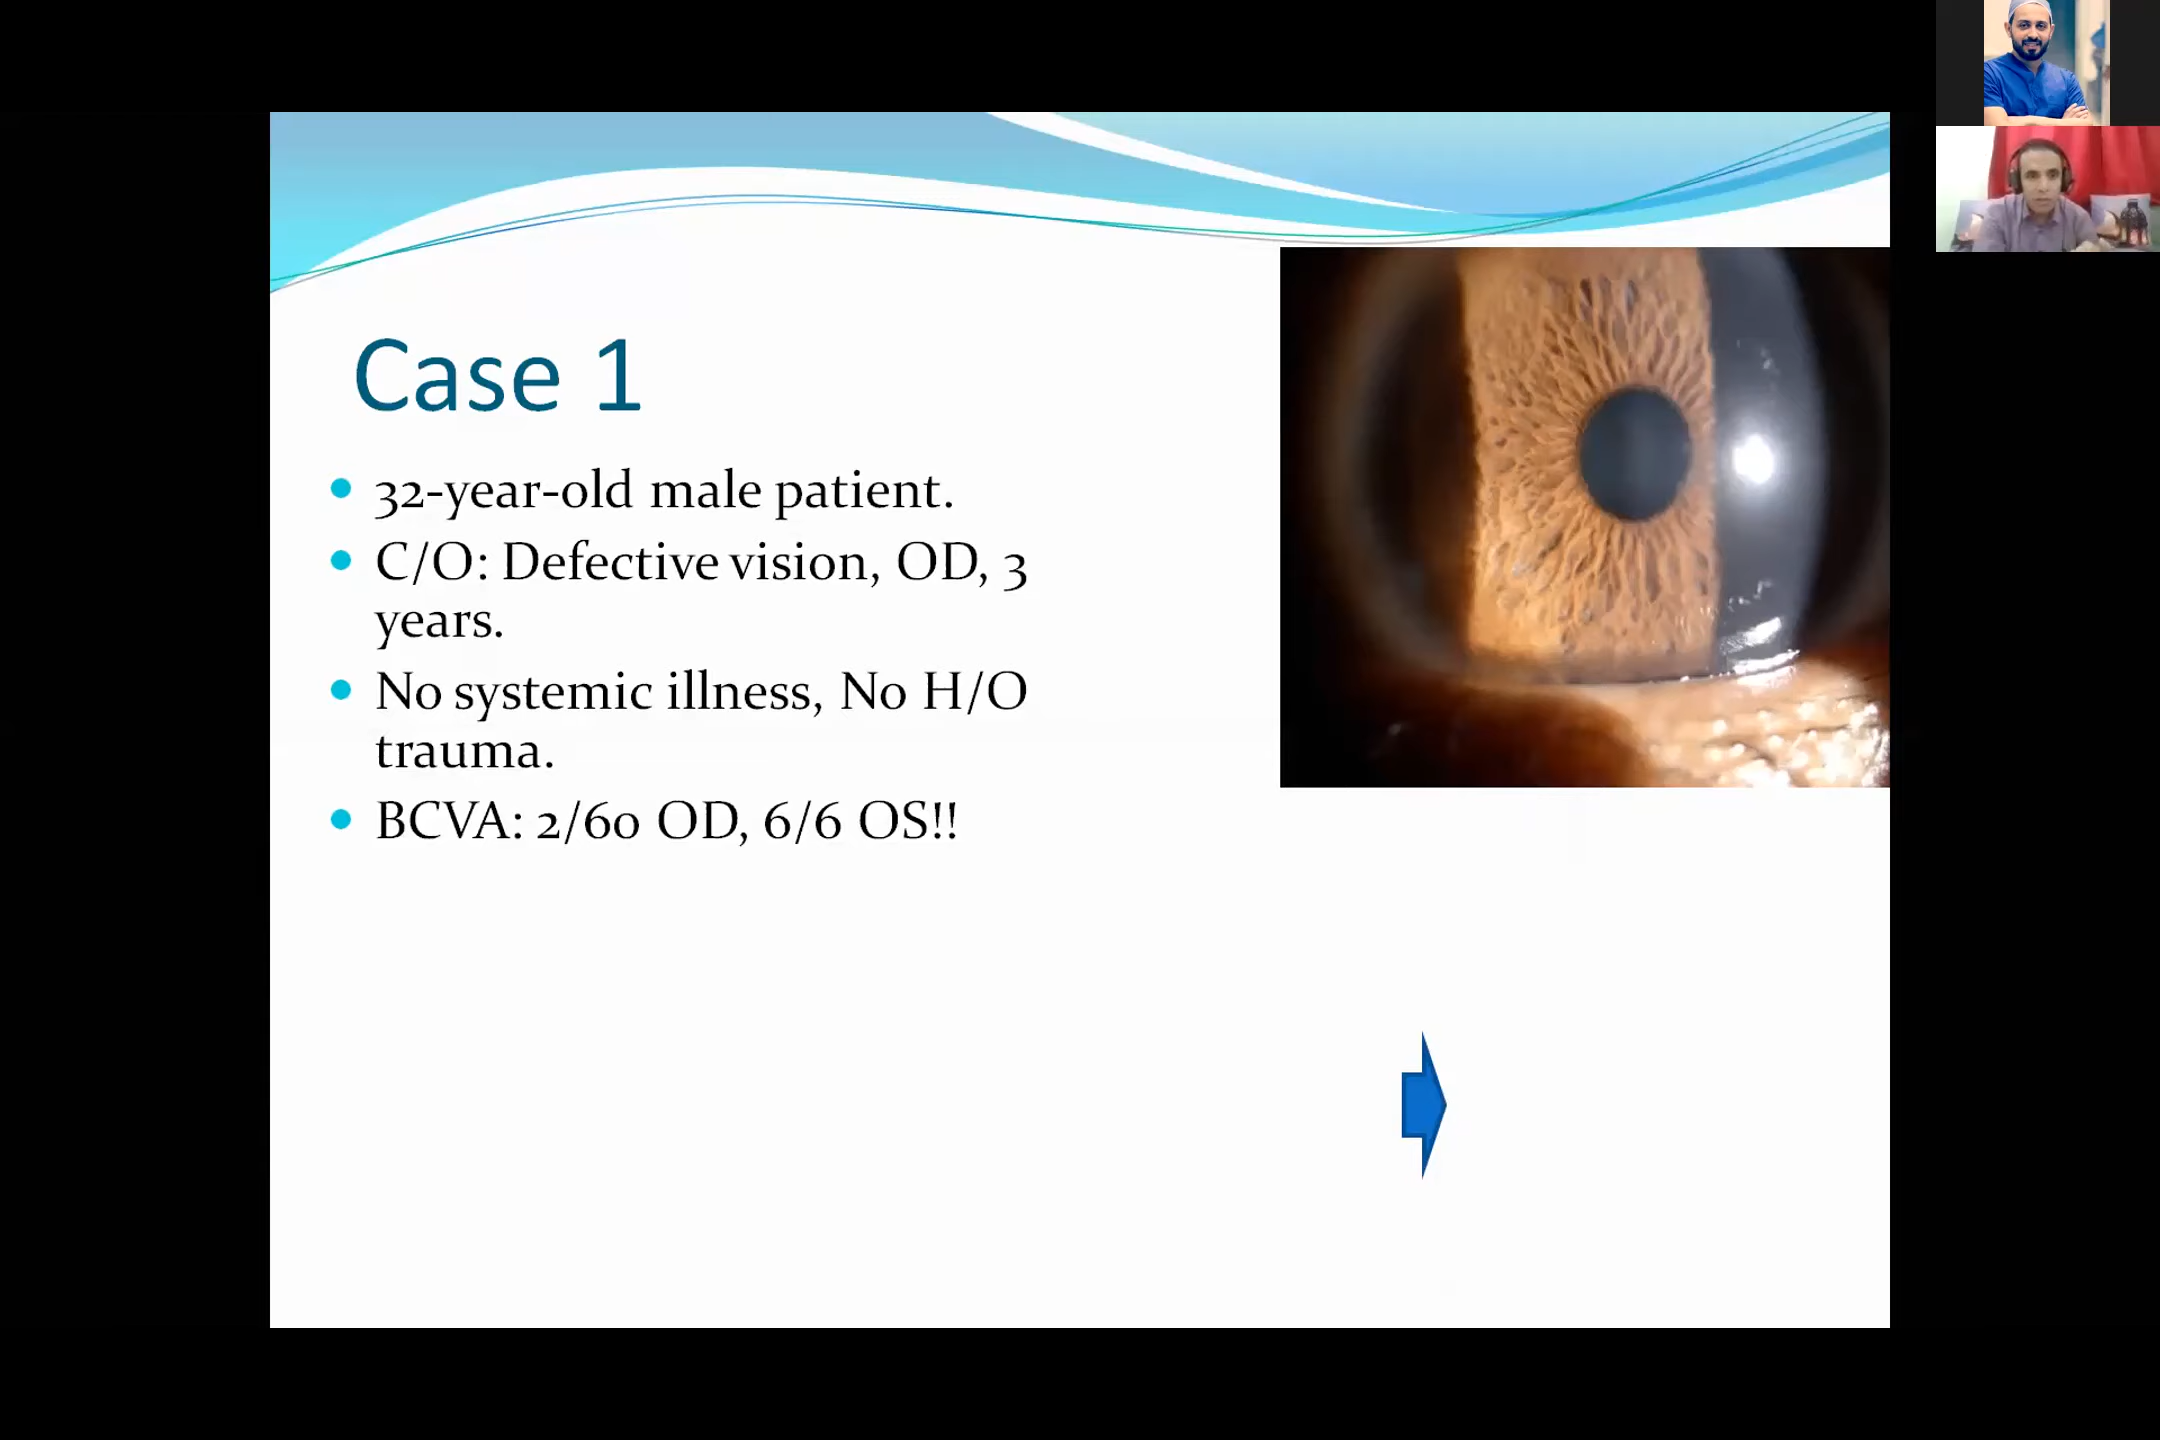 Case 1
32-year-old male patient.
C/O: Defective vision, OD, 3
years.
No systemic illness, No H/O
trauma.
BCVA: 2/60 OD, 6/6 OS!!